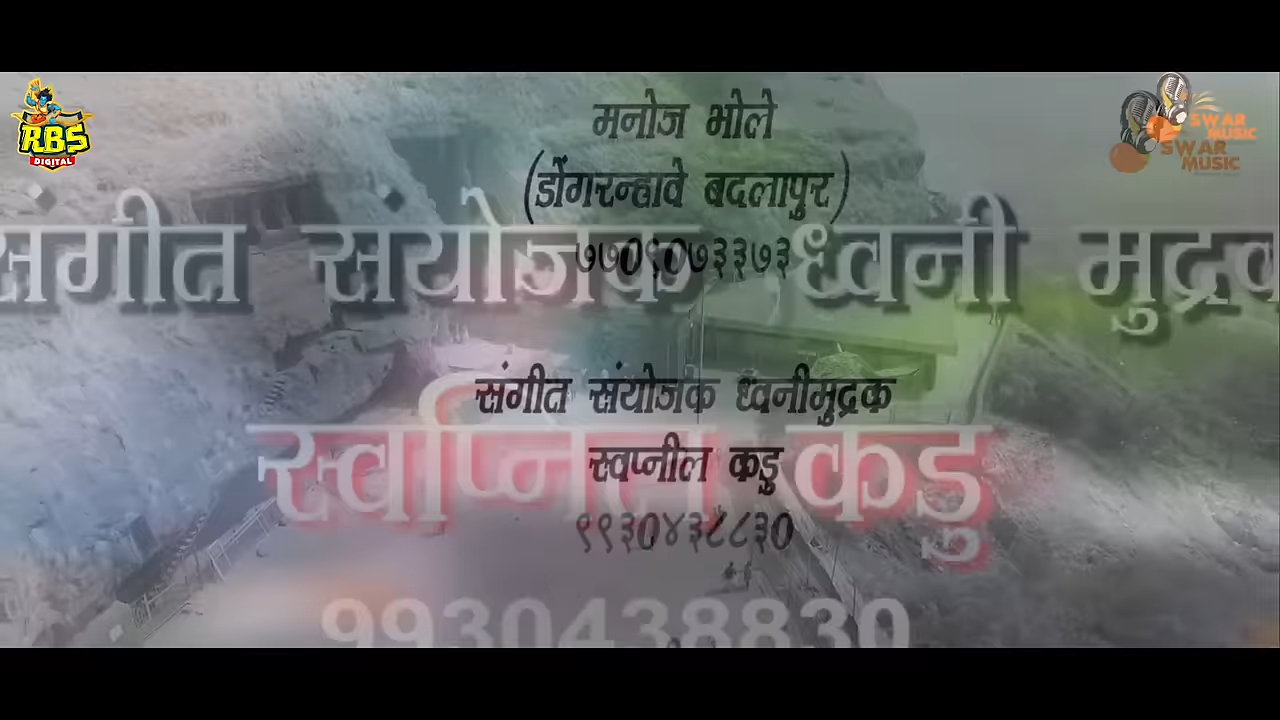 RBS
DIGITAL
SWAR
MUSIC
SWAR
MUSIC
मनोज भोले
(डोंगरन्हावे बदलापुर)
७७०९०७३३७३
संगीत संयोजक ध्वनी मुद्रक
संगीत संयोजक ध्वनीमुद्रक
स्वप्निल कडु
स्वप्नील कडु
९९३०४३८८३०
9930438830